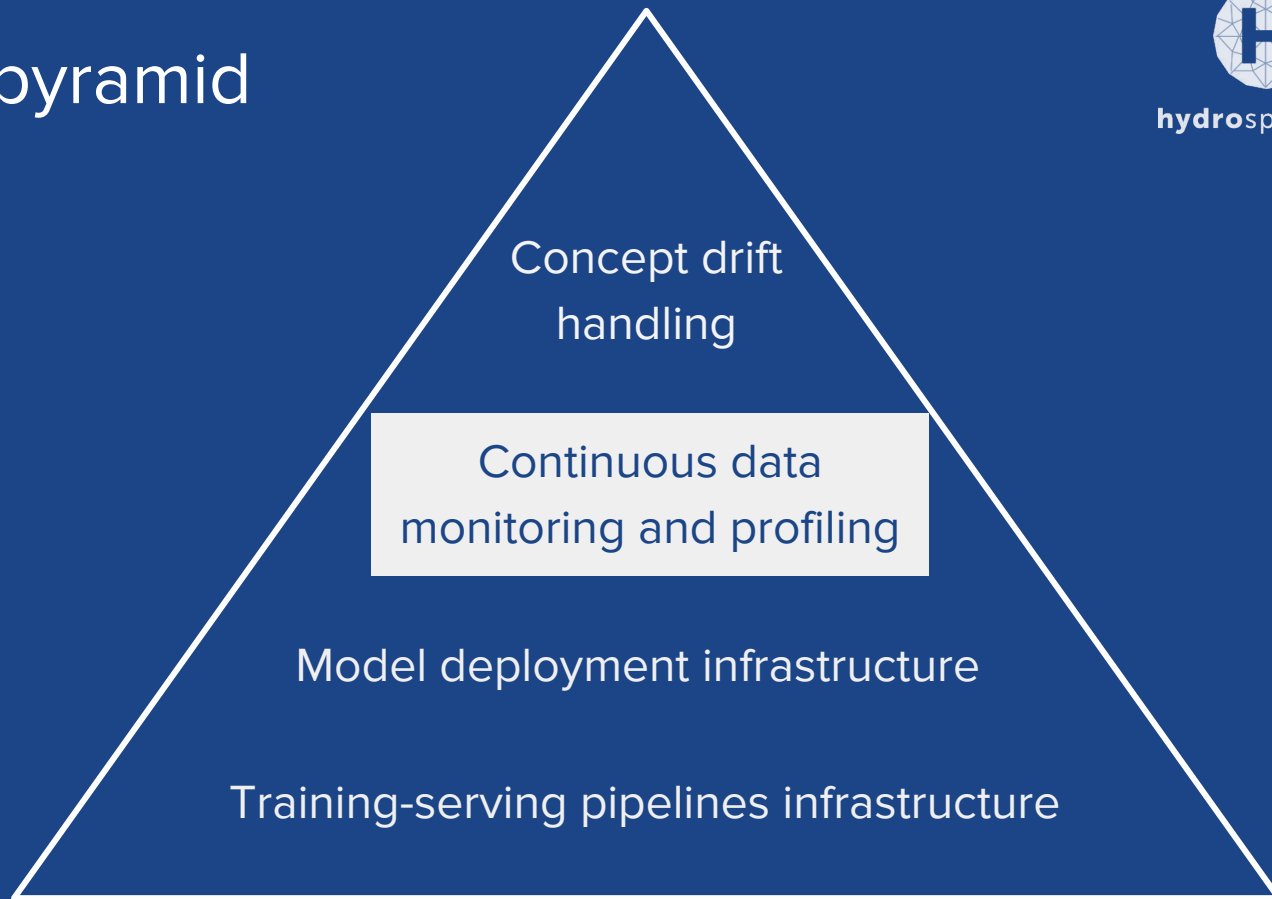 pyramid
hydrosp
Concept drift
handling
Continuous data
monitoring and profiling
Model deployment infrastructure
Training-serving pipelines infrastructure